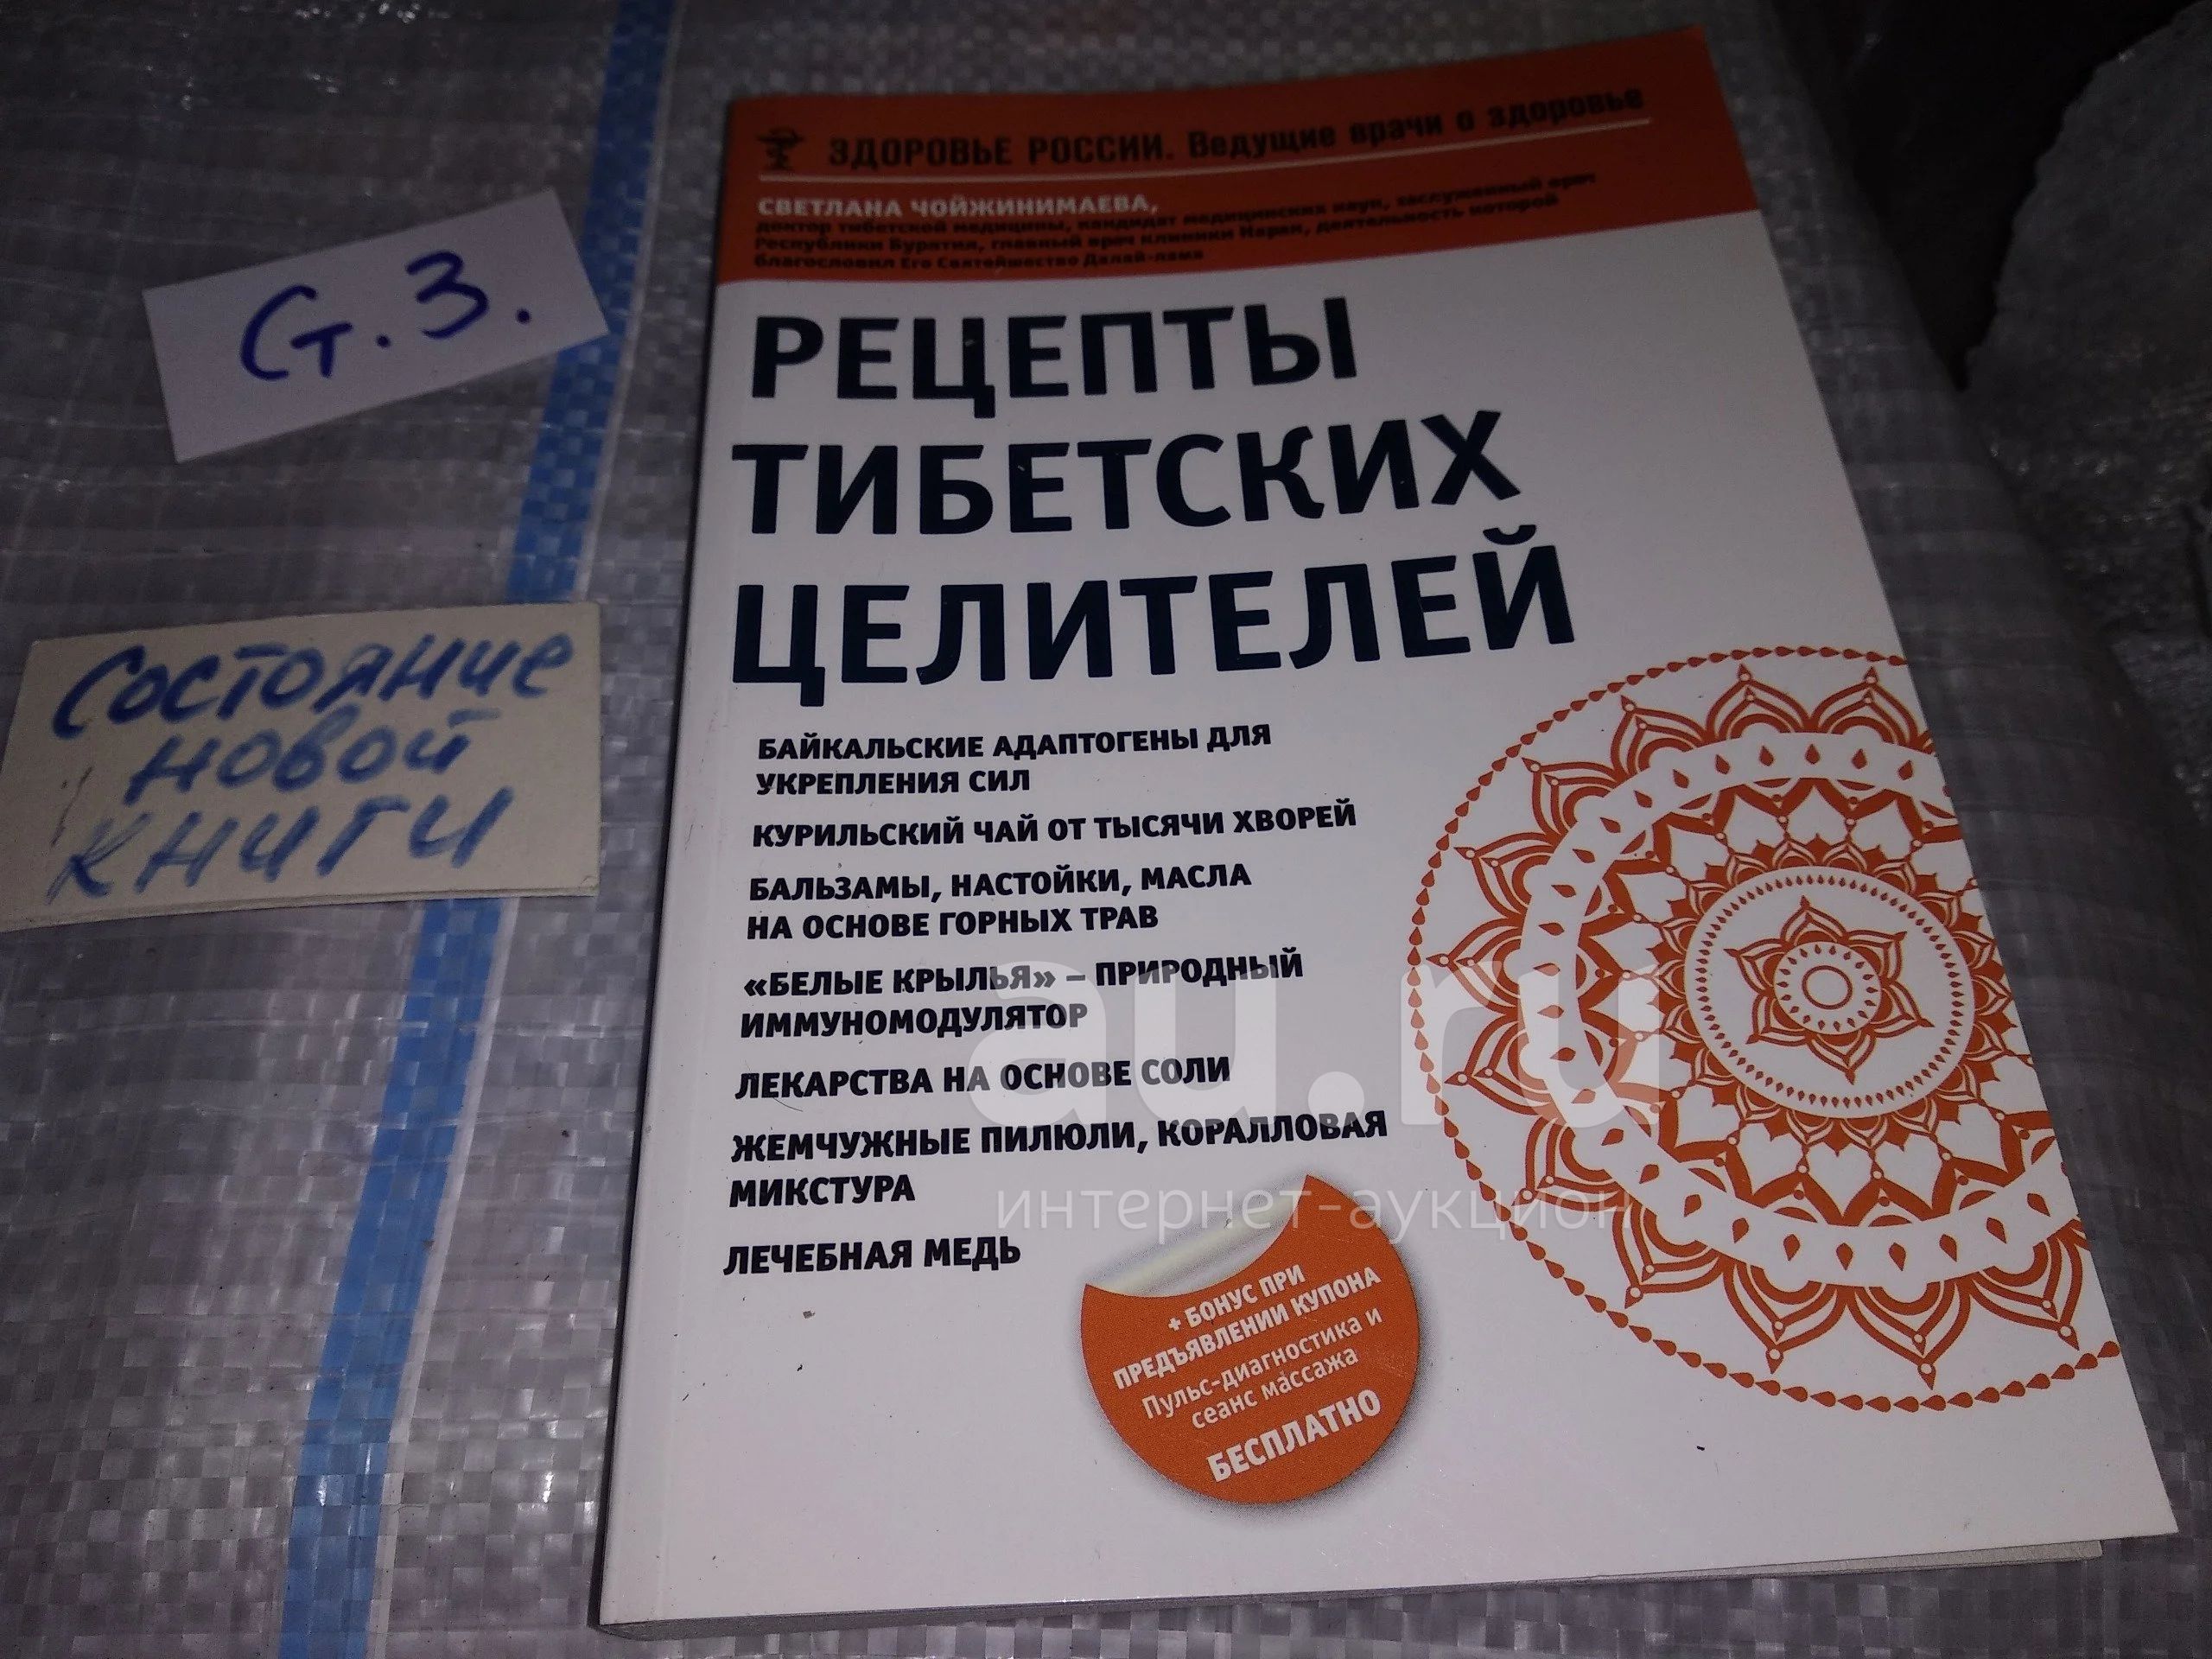 ЗДОРОВЬЕ РОССИИ. Ведущие врачи о здоровье
СВЕТЛАНА ЧОЙЖИНИМАЕВА,
доктор тибетской медицины, кандидат медицинских наук, заслуженный врач
Республики Бурятия, главный врач клиники Наран, деятельность которой
благословил Его Святейшество Далай-лама
РЕЦЕПТЫ
ТИБЕТСКИХ
ЦЕЛИТЕЛЕЙ
БАЙКАЛЬСКИЕ АДАПТОГЕНЫ ДЛЯ
УКРЕПЛЕНИЯ СИЛ
КУРИЛЬСКИЙ ЧАЙ ОТ ТЫСЯЧИ ХВОРЕЙ
БАЛЬЗАМЫ, НАСТОЙКИ, МАСЛА
НА ОСНОВЕ ГОРНЫХ ТРАВ
«БЕЛЫЕ КРЫЛЬЯ» – ПРИРОДНЫЙ
ИММУНОМОДУЛЯТОР
ЛЕКАРСТВА НА ОСНОВЕ СОЛИ
ЖЕМЧУЖНЫЕ ПИЛЮЛИ, КОРАЛЛОВАЯ
МИКСТУРА
ЛЕЧЕБНАЯ МЕДЬ
+ БОНУС ПРИ
ПРЕДЪЯВЛЕНИИ КУПОНА
Пульс-диагностика и
сеанс массажа
БЕСПЛАТНО
Ст. 3.
Состояние
новой
книги
au.ru
интернет-аукцион